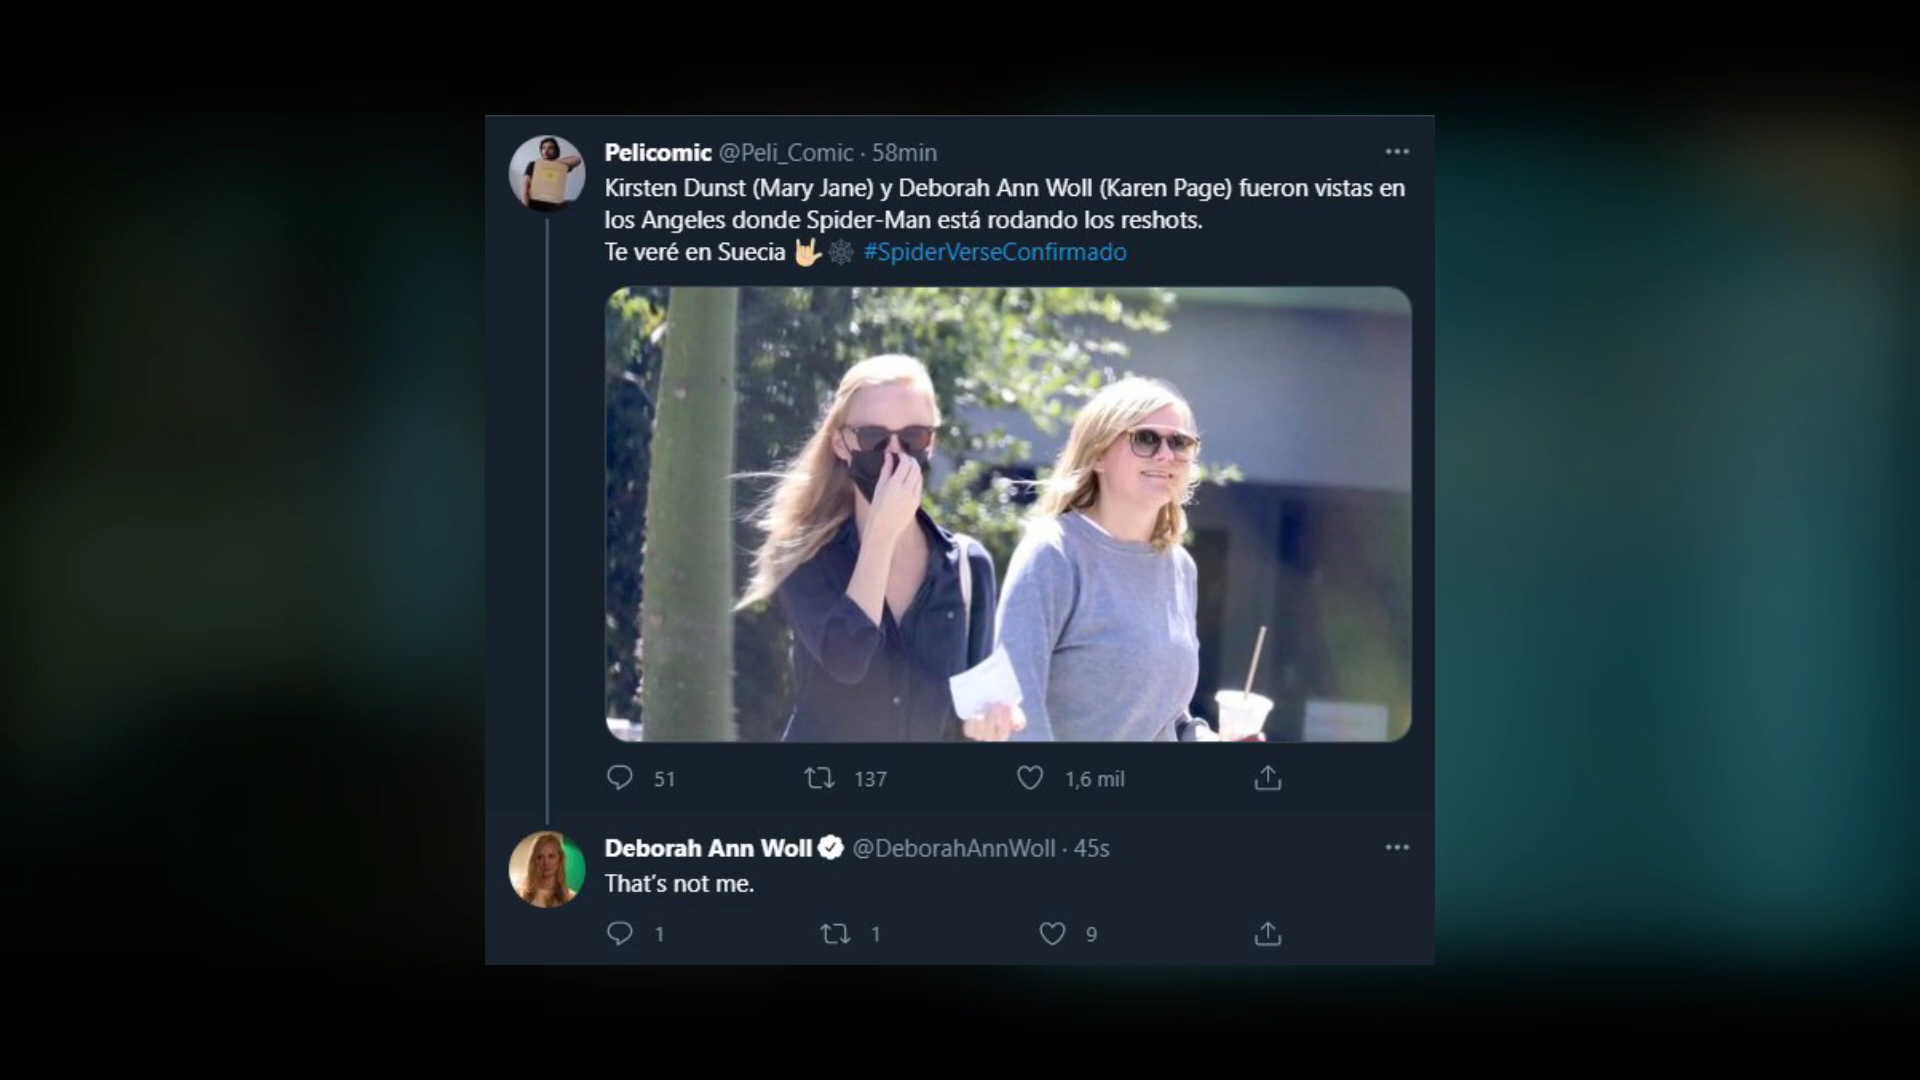 Pelicomic @Peli_Comic · 58min
Kirsten Dunst (Mary Jane) y Deborah Ann Woll (Karen Page) fueron vistas en
los Angeles donde Spider-Man está rodando los reshots.
Te veré en Suecia 🤟🏼🕸 #SpiderVerseConfirmado
51 137 1,6 mil
Deborah Ann Woll @DeborahAnnWoll · 45s
That's not me.
1 1 9